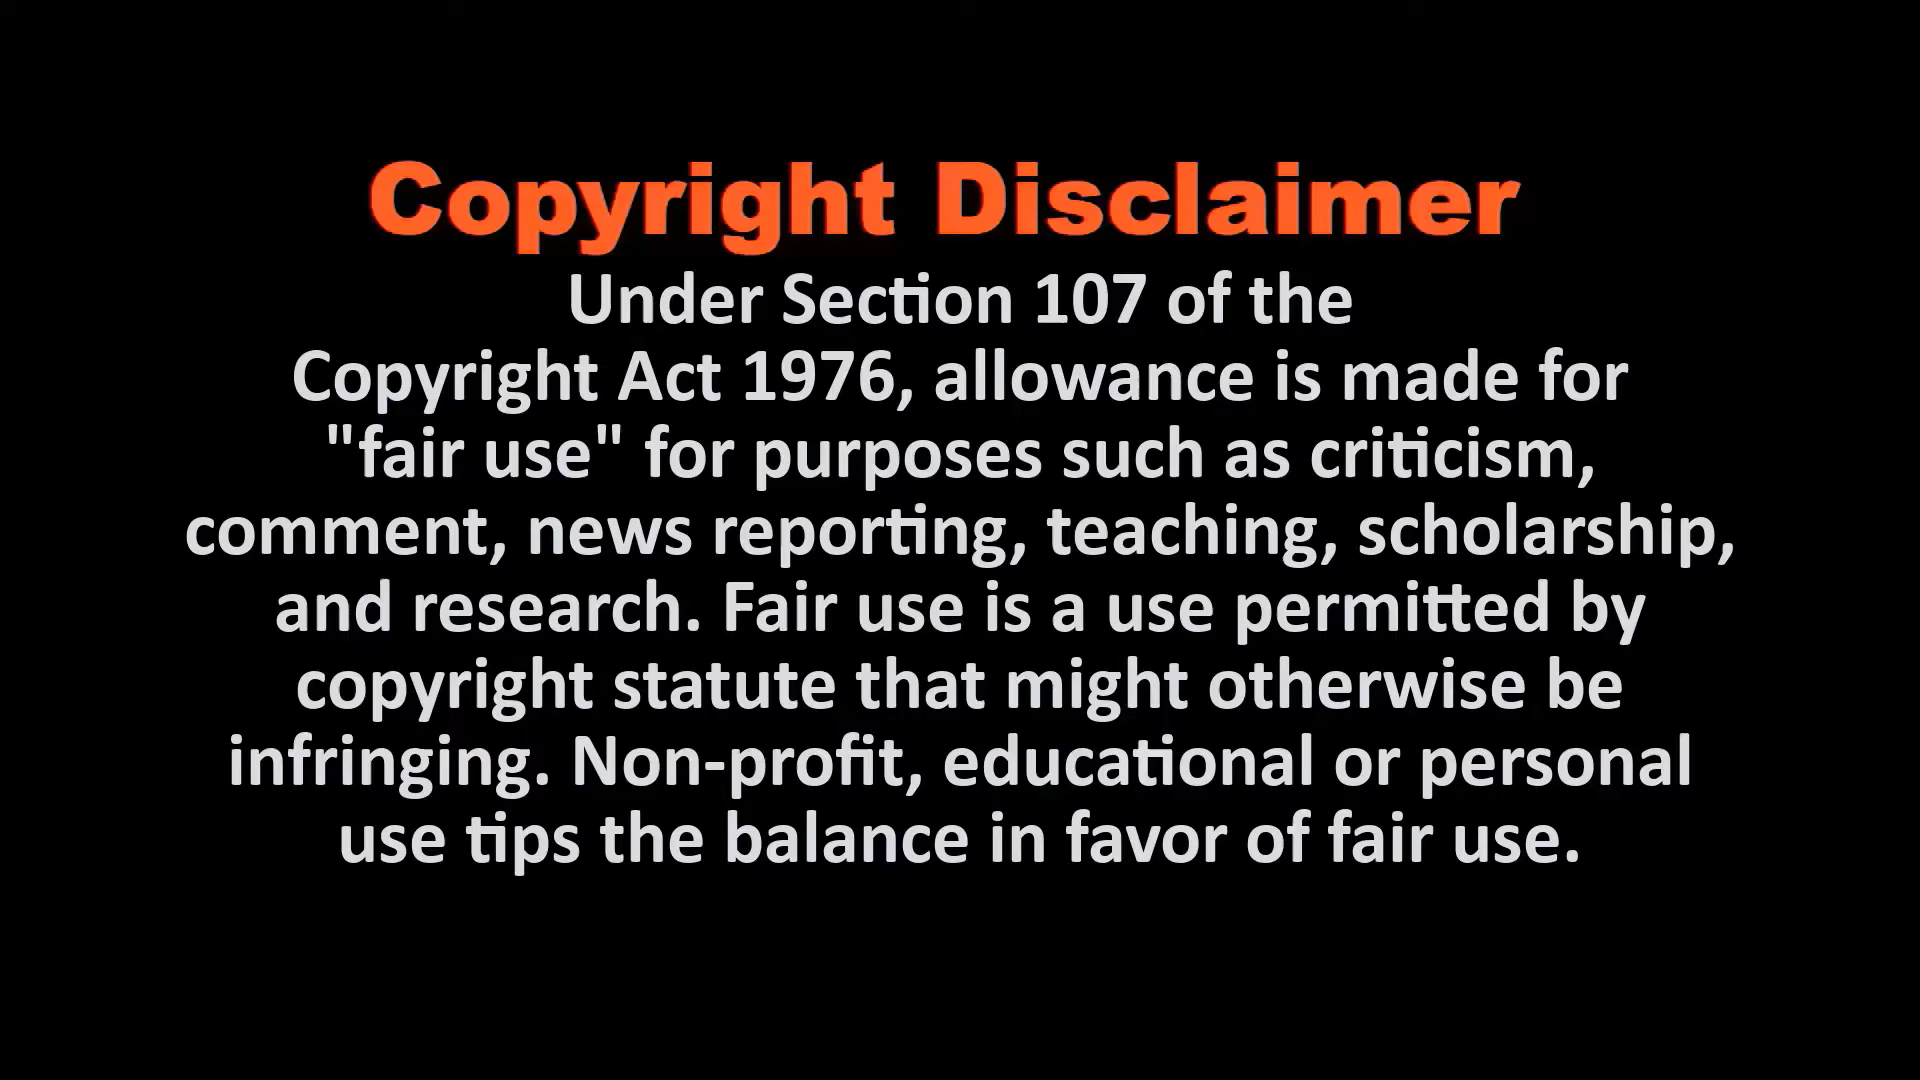 Copyright Disclaimer
Under Section 107 of the
Copyright Act 1976, allowance is made for
"fair use" for purposes such as criticism,
comment, news reporting, teaching, scholarship,
and research. Fair use is a use permitted by
copyright statute that might otherwise be
infringing. Non-profit, educational or personal
use tips the balance in favor of fair use.